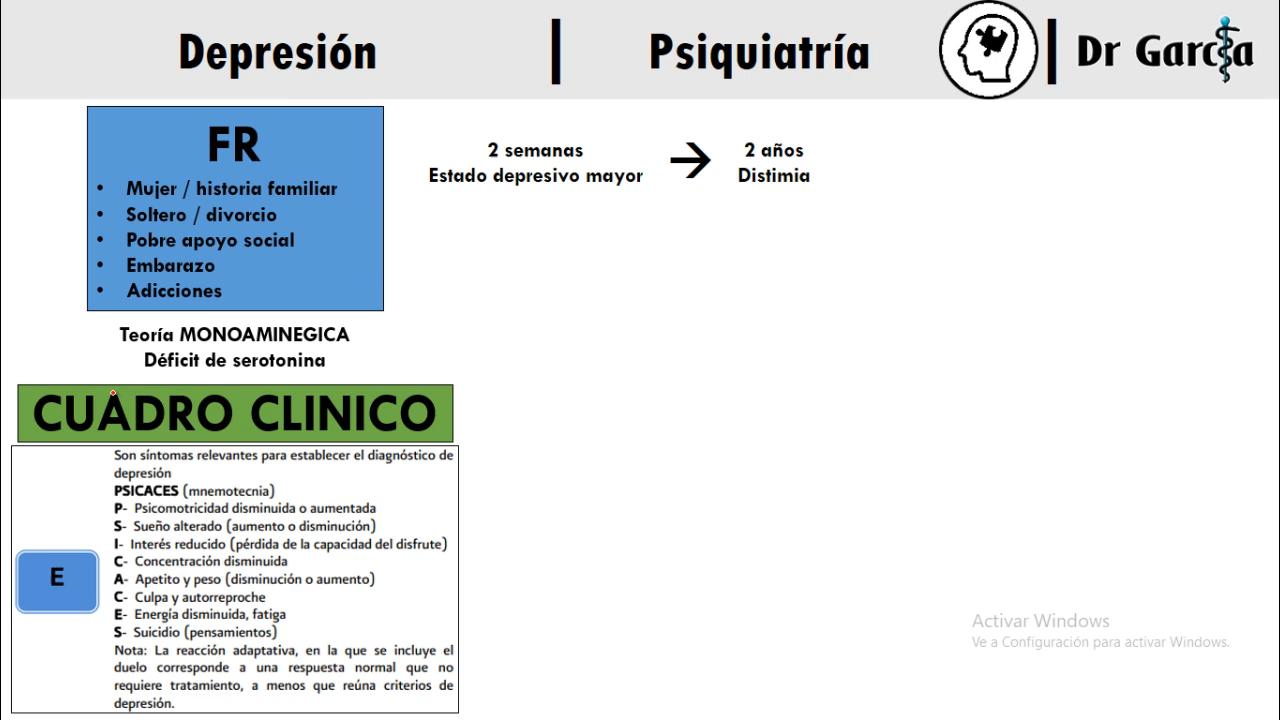 Depresión
Psiquiatría
Dr García
FR
• Mujer / historia familiar
• Soltero / divorcio
• Pobre apoyo social
• Embarazo
• Adicciones
2 semanas
Estado depresivo mayor
→
2 años
Distimia
Teoría MONOAMINEGICA
Déficit de serotonina
CUADRO CLINICO
E
Son síntomas relevantes para establecer el diagnóstico de
depresión
PSICACES (mnemotecnia)
P- Psicomotricidad disminuida o aumentada
S- Sueño alterado (aumento o disminución)
I- Interés reducido (pérdida de la capacidad del disfrute)
C- Concentración disminuida
A- Apetito y peso (disminución o aumento)
C- Culpa y autorreproche
E- Energía disminuida, fatiga
S- Suicidio (pensamientos)
Nota: La reacción adaptativa, en la que se incluye el
duelo corresponde a una respuesta normal que no
requiere tratamiento, a menos que reúna criterios de
depresión.
Activar Windows
Ve a Configuración para activar Windows.